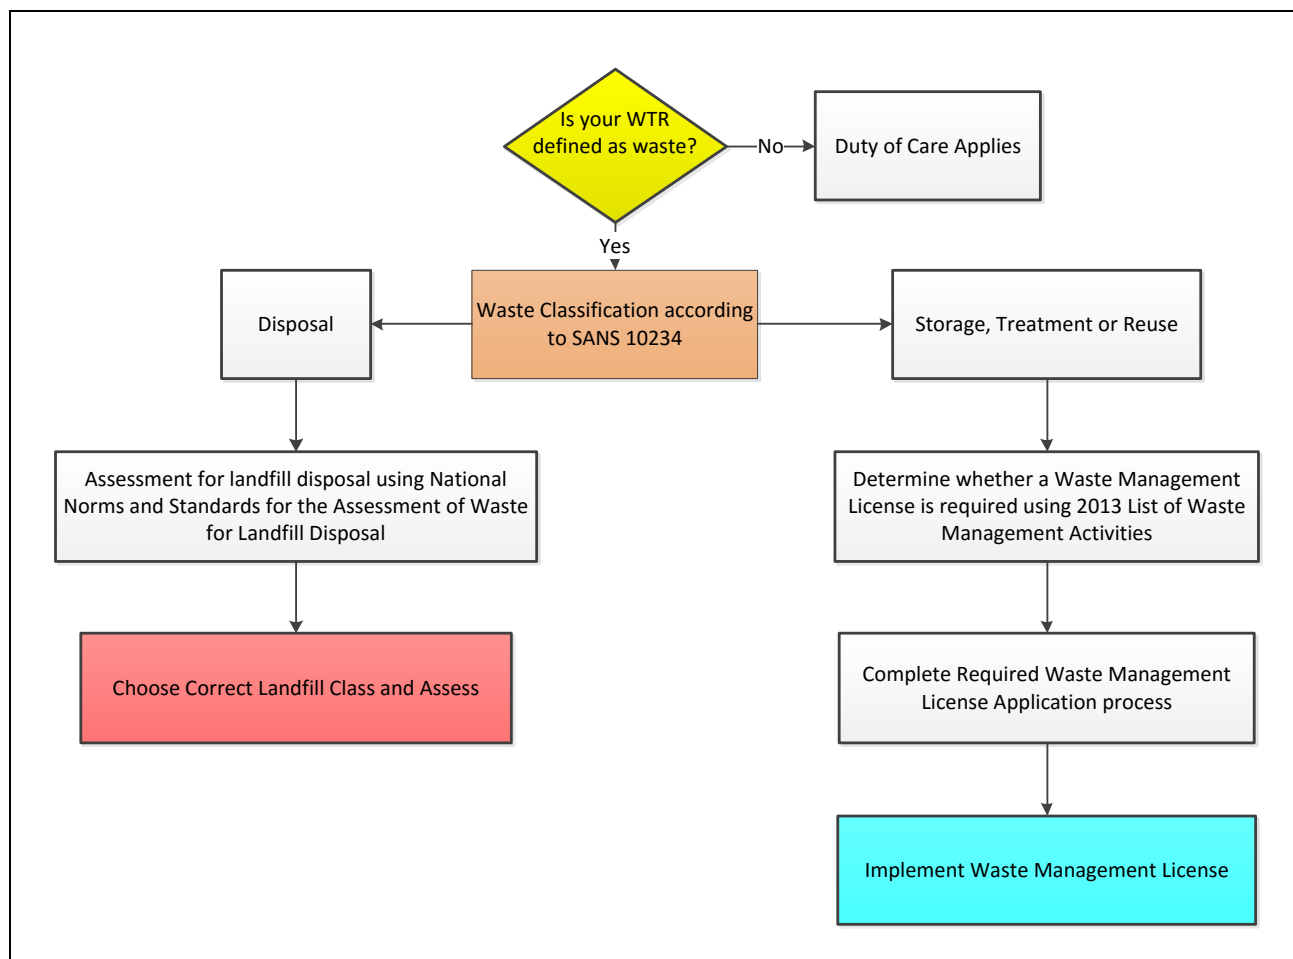 Is your WTR
defined as waste?
No
Duty of Care Applies
Yes
Disposal
Waste Classification according
to SANS 10234
Storage, Treatment or Reuse
Assessment for landfill disposal using National
Norms and Standards for the Assessment of Waste
for Landfill Disposal
Determine whether a Waste Management
License is required using 2013 List of Waste
Management Activities
Choose Correct Landfill Class and Assess
Complete Required Waste Management
License Application process
Implement Waste Management License